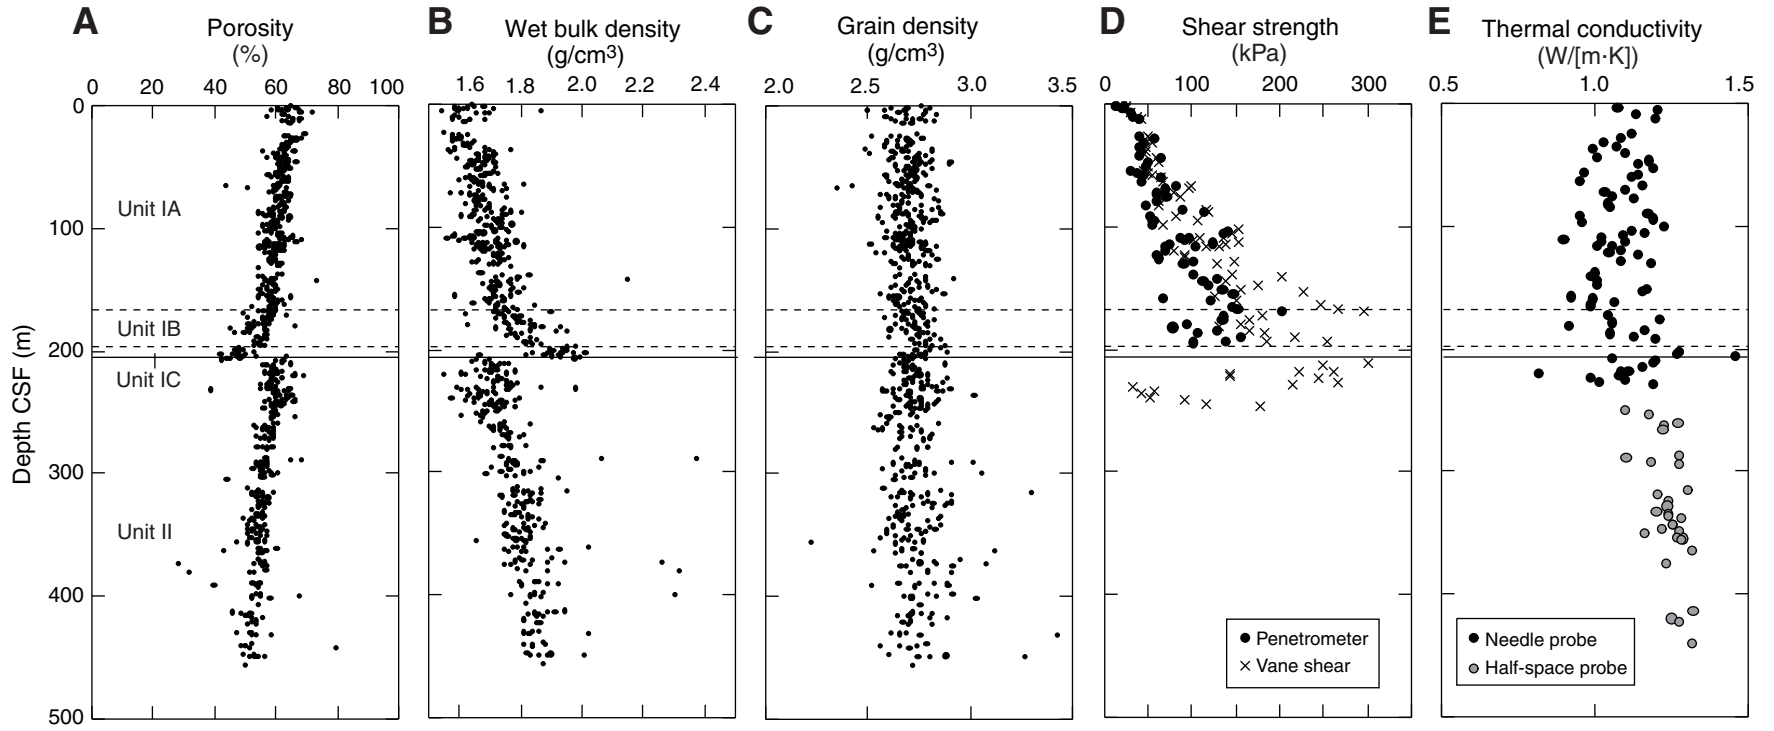 A
Porosity
(%)
0 20 40 60 80 100
B
Wet bulk density
(g/cm3)
1.6 1.8 2.0 2.2 2.4
C
Grain density
(g/cm3)
2.0 2.5 3.0 3.5
D
Shear strength
(kPa)
0 100 200 300
E
Thermal conductivity
(W/[m·K])
0.5 1.0 1.5
Depth CSF (m)
0
100
200
300
400
500
Unit IA
Unit IB
Unit IC
Unit II
Penetrometer
Vane shear
Needle probe
Half-space probe